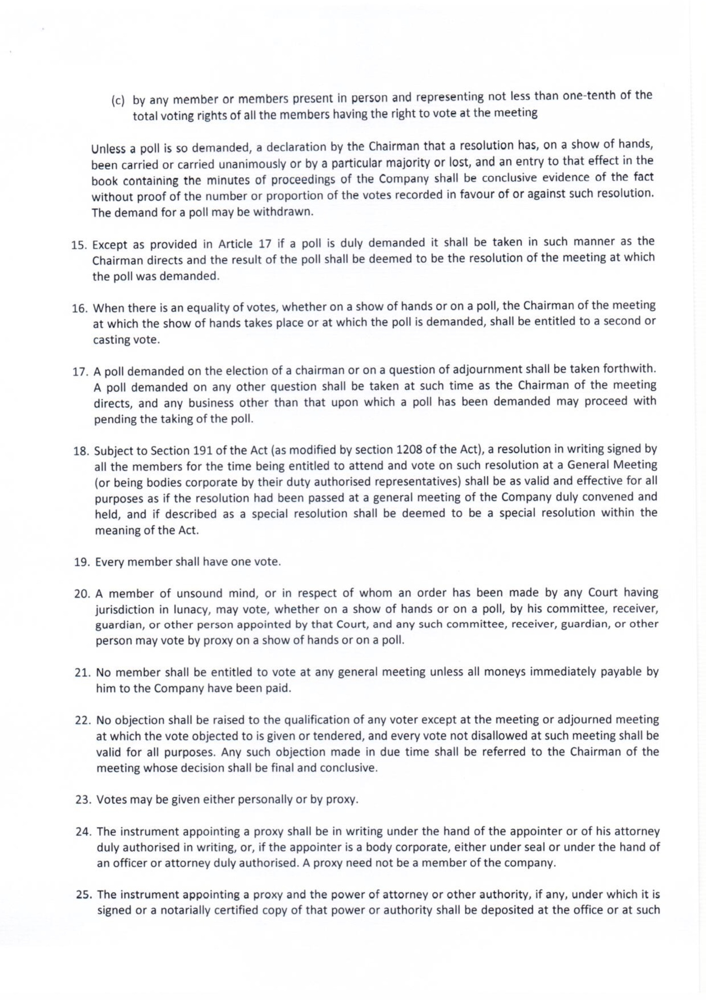 (c) by any member or members present in person and representing not less than one-tenth of the
total voting rights of all the members having the right to vote at the meeting
Unless a poll is so demanded, a declaration by the Chairman that a resolution has, on a show of hands,
been carried or carried unanimously or by a particular majority or lost, and an entry to that effect in the
book containing the minutes of proceedings of the Company shall be conclusive evidence of the fact
without proof of the number or proportion of the votes recorded in favour of or against such resolution.
The demand for a poll may be withdrawn.
15. Except as provided in Article 17 if a poll is duly demanded it shall be taken in such manner as the
Chairman directs and the result of the poll shall be deemed to be the resolution of the meeting at which
the poll was demanded.
16. When there is an equality of votes, whether on a show of hands or on a poll, the Chairman of the meeting
at which the show of hands takes place or at which the poll is demanded, shall be entitled to a second or
casting vote.
17. A poll demanded on the election of a chairman or on a question of adjournment shall be taken forthwith.
A poll demanded on any other question shall be taken at such time as the Chairman of the meeting
directs, and any business other than that upon which a poll has been demanded may proceed with
pending the taking of the poll.
18. Subject to Section 191 of the Act (as modified by section 1208 of the Act), a resolution in writing signed by
all the members for the time being entitled to attend and vote on such resolution at a General Meeting
(or being bodies corporate by their duty authorised representatives) shall be as valid and effective for all
purposes as if the resolution had been passed at a general meeting of the Company duly convened and
held, and if described as a special resolution shall be deemed to be a special resolution within the
meaning of the Act.
19. Every member shall have one vote.
20. A member of unsound mind, or in respect of whom an order has been made by any Court having
jurisdiction in lunacy, may vote, whether on a show of hands or on a poll, by his committee, receiver,
guardian, or other person appointed by that Court, and any such committee, receiver, guardian, or other
person may vote by proxy on a show of hands or on a poll.
21. No member shall be entitled to vote at any general meeting unless all moneys immediately payable by
him to the Company have been paid.
22. No objection shall be raised to the qualification of any voter except at the meeting or adjourned meeting
at which the vote objected to is given or tendered, and every vote not disallowed at such meeting shall be
valid for all purposes. Any such objection made in due time shall be referred to the Chairman of the
meeting whose decision shall be final and conclusive.
23. Votes may be given either personally or by proxy.
24. The instrument appointing a proxy shall be in writing under the hand of the appointer or of his attorney
duly authorised in writing, or, if the appointer is a body corporate, either under seal or under the hand of
an officer or attorney duly authorised. A proxy need not be a member of the company.
25. The instrument appointing a proxy and the power of attorney or other authority, if any, under which it is
signed or a notarially certified copy of that power or authority shall be deposited at the office or at such